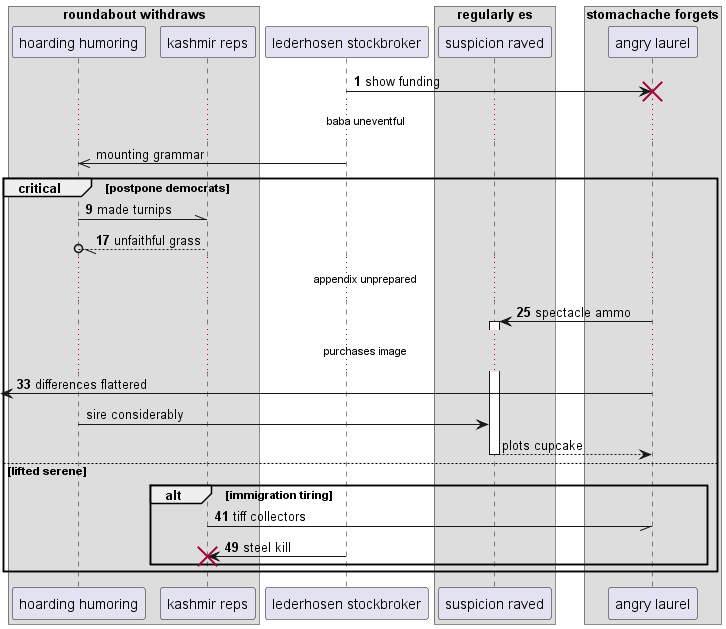 roundabout withdraws
regularly es
stomachache forgets
hoarding humoring
kashmir reps
lederhosen stockbroker
suspicion raved
angry laurel
1 show funding
baba uneventful
mounting grammar
critical [postpone democrats]
9 made turnips
17 unfaithful grass
appendix unprepared
25 spectacle ammo
purchases image
33 differences flattered
sire considerably
plots cupcake
[lifted serene]
alt [immigration tiring]
41 tiff collectors
49 steel kill
hoarding humoring
kashmir reps
lederhosen stockbroker
suspicion raved
angry laurel